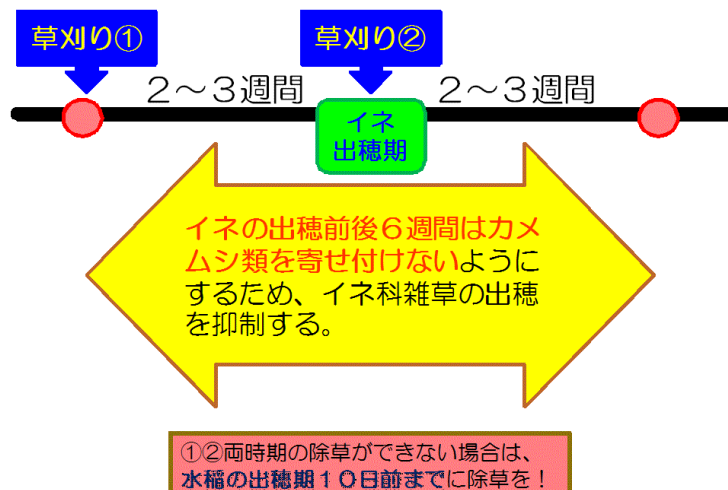 草刈り①
草刈り②
2～3週間
2～3週間
イネ
出穂期
イネの出穂前後6週間はカメ
ムシ類を寄せ付けないように
するため、イネ科雑草の出穂
を抑制する。
①②両時期の除草ができない場合は、
水稲の出穂期10日前までに除草を！